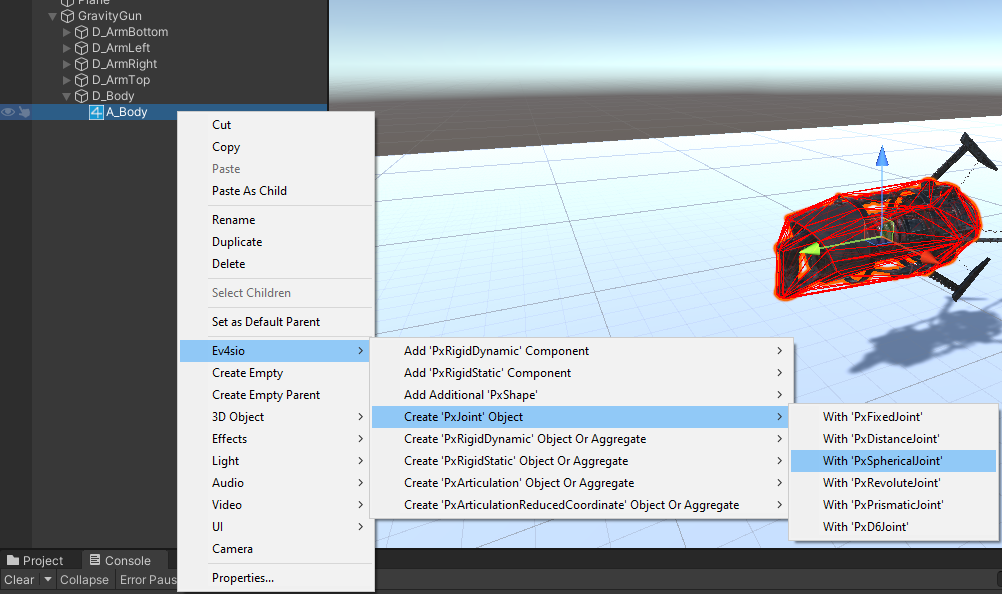 Plane
GravityGun
D_ArmBottom
D_ArmLeft
D_ArmRight
D_ArmTop
D_Body
A_Body
Cut
Copy
Paste
Paste As Child
Rename
Duplicate
Delete
Select Children
Set as Default Parent
Ev4sio
Create Empty
Create Empty Parent
3D Object
Effects
Light
Audio
Video
UI
Camera
Properties...
Add 'PxRigidDynamic' Component
Add 'PxRigidStatic' Component
Add Additional 'PxShape'
Create 'PxJoint' Object
Create 'PxRigidDynamic' Object Or Aggregate
Create 'PxRigidStatic' Object Or Aggregate
Create 'PxArticulation' Object Or Aggregate
Create 'PxArticulationReducedCoordinate' Object Or Aggregate
With 'PxFixedJoint'
With 'PxDistanceJoint'
With 'PxSphericalJoint'
With 'PxRevoluteJoint'
With 'PxPrismaticJoint'
With 'PxD6Joint'
Project Console
Clear Collapse Error Paus